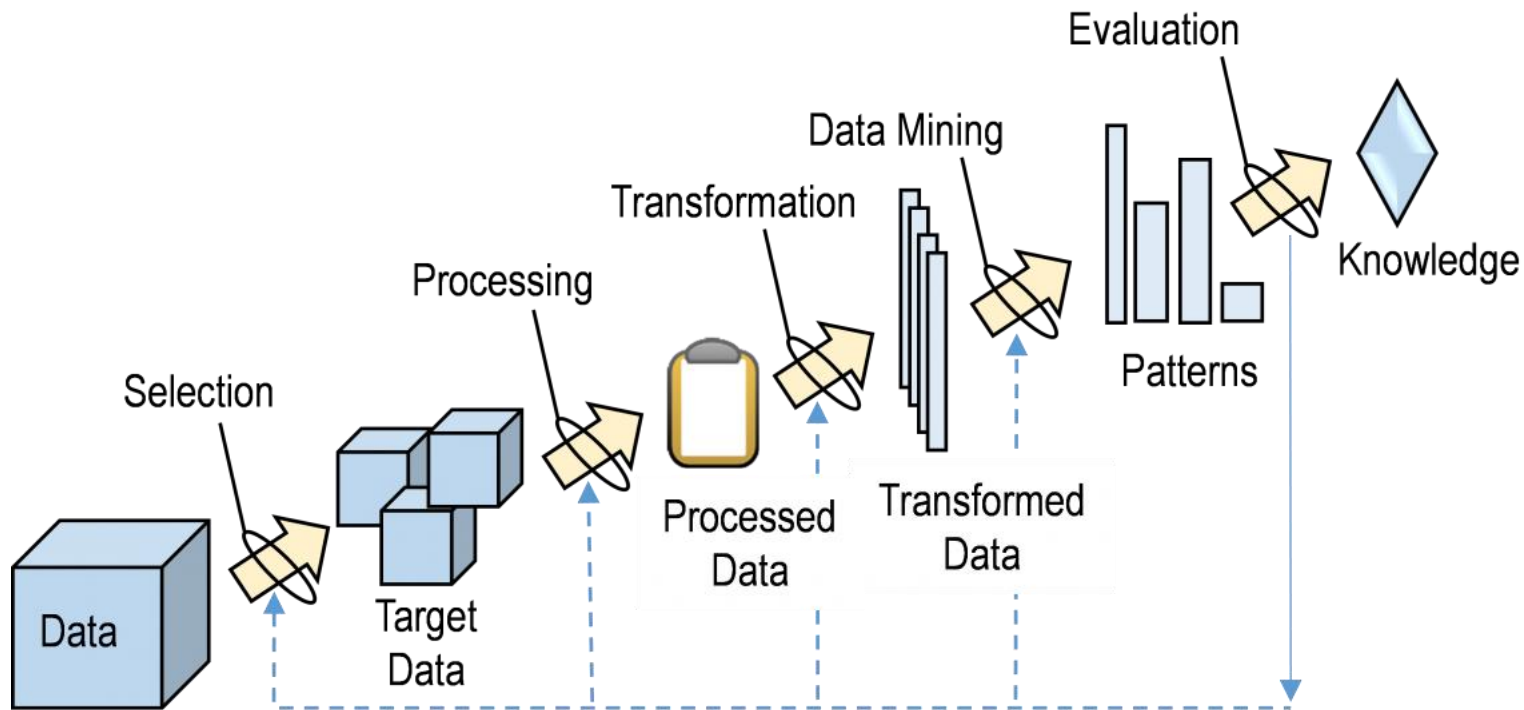 Evaluation
Data Mining
Transformation
Knowledge
Processing
Patterns
Selection
Processed
Data
Transformed
Data
Data
Target
Data